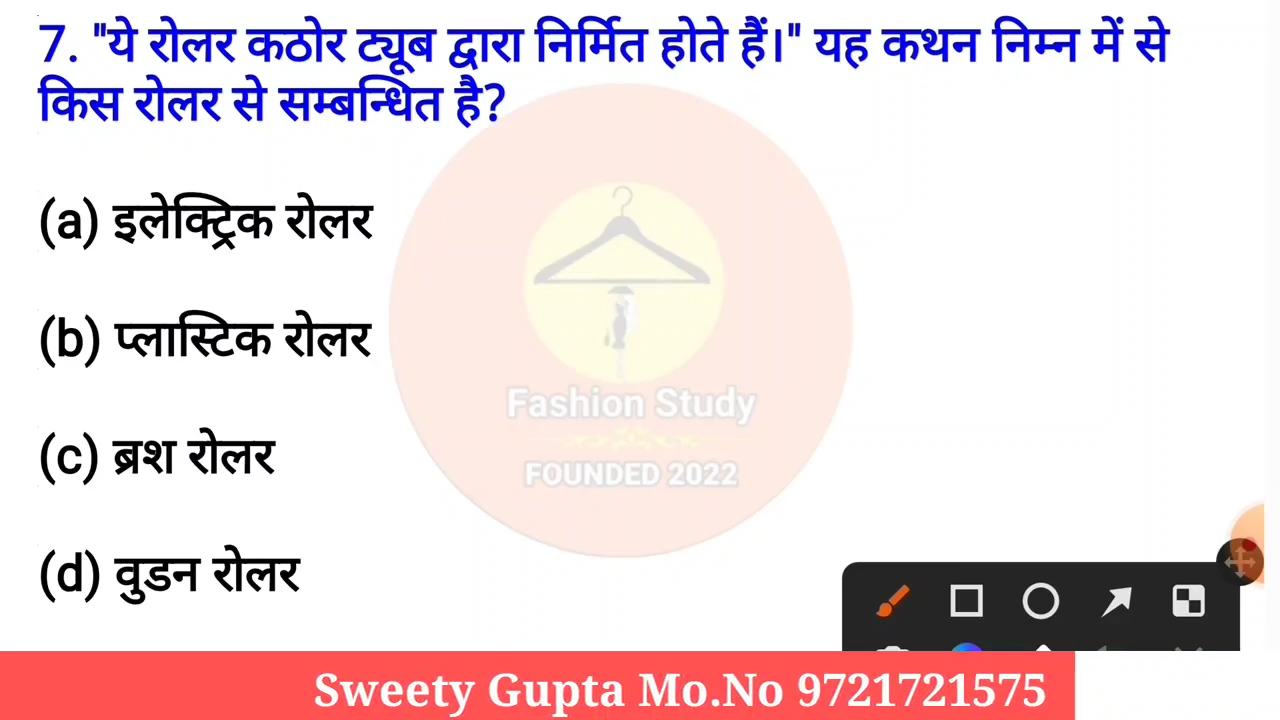 7. "ये रोलर कठोर ट्यूब द्वारा निर्मित होते हैं।" यह कथन निम्न में से
किस रोलर से सम्बन्धित है?
(a) इलेक्ट्रिक रोलर
(b) प्लास्टिक रोलर
(c) ब्रश रोलर
(d) वुडन रोलर
Fashion Study
FOUNDED 2022
Sweety Gupta Mo.No 9721721575